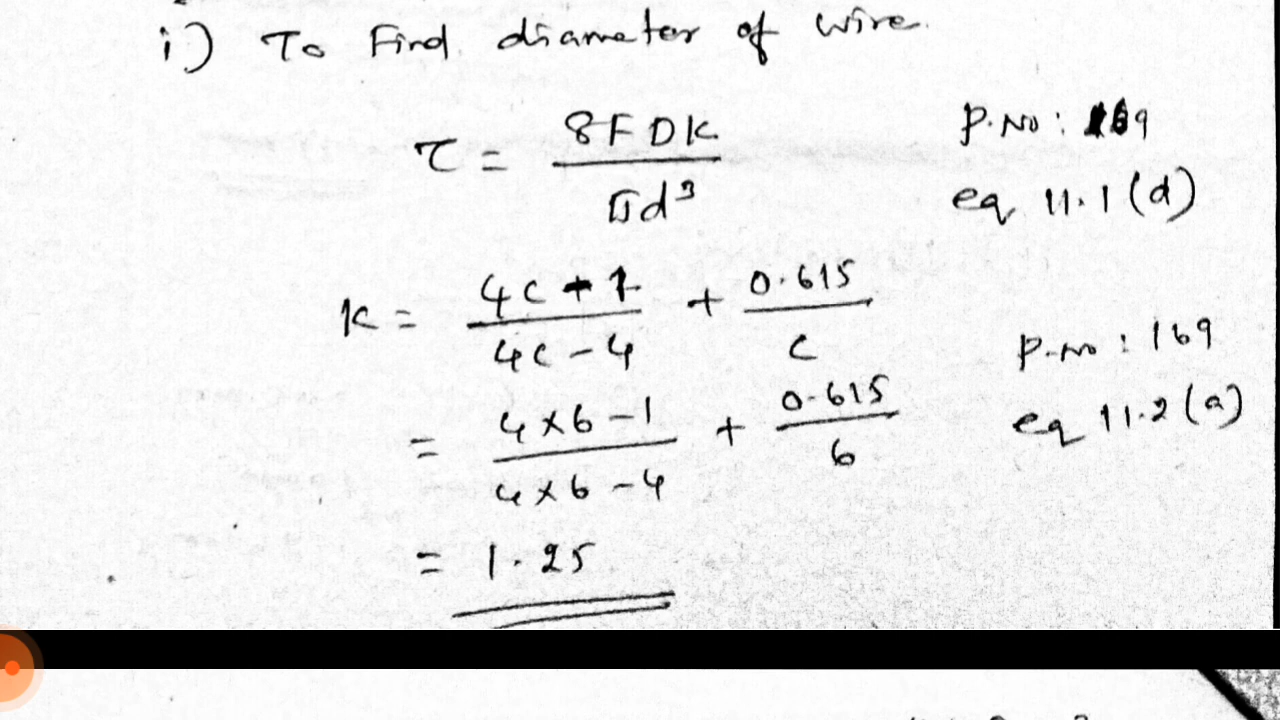 i) To Find diameter of wire.
τ = 8FDK / πd³
P.No: 169
eq 11.1(d)
K = 4C - 1 / 4C - 4 + 0.615 / C
P-no: 169
= 4×6-1 / 4×6-4 + 0.615 / 6
eq 11.2(a)
= 1.25